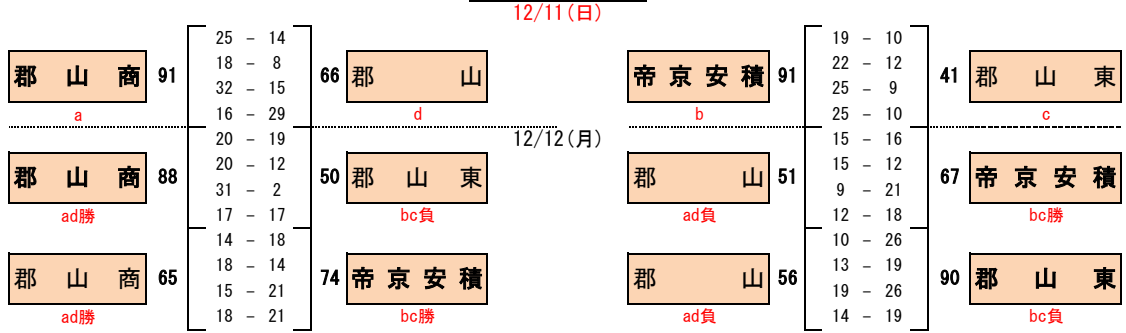 12/11(日)
25 - 14
18 - 8
郡山商 91 32 - 15 66 郡山
16 - 29
a d
19 - 10
22 - 12
帝京安積 91 25 - 9 41 郡山東
25 - 10
b c
12/12(月)
20 - 19
20 - 12
郡山商 88 31 - 2 50 郡山東
17 - 17
ad勝 bc負
15 - 16
15 - 12
郡山 51 9 - 21 67 帝京安積
12 - 18
ad負 bc勝
14 - 18
18 - 14
郡山商 65 15 - 21 74 帝京安積
18 - 21
ad勝 bc勝
10 - 26
13 - 19
郡山 56 19 - 26 90 郡山東
14 - 19
ad負 bc負